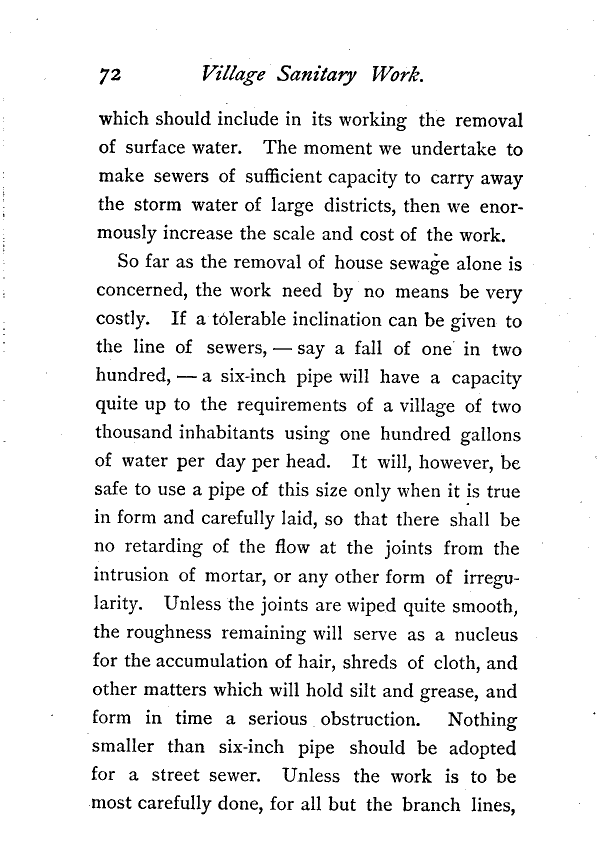 72 Village Sanitary Work.
which should include in its working the removal
of surface water. The moment we undertake to
make sewers of sufficient capacity to carry away
the storm water of large districts, then we enor-
mously increase the scale and cost of the work.
So far as the removal of house sewage alone is
concerned, the work need by no means be very
costly. If a tolerable inclination can be given to
the line of sewers, — say a fall of one in two
hundred, — a six-inch pipe will have a capacity
quite up to the requirements of a village of two
thousand inhabitants using one hundred gallons
of water per day per head. It will, however, be
safe to use a pipe of this size only when it is true
in form and carefully laid, so that there shall be
no retarding of the flow at the joints from the
intrusion of mortar, or any other form of irregu-
larity. Unless the joints are wiped quite smooth,
the roughness remaining will serve as a nucleus
for the accumulation of hair, shreds of cloth, and
other matters which will hold silt and grease, and
form in time a serious obstruction. Nothing
smaller than six-inch pipe should be adopted
for a street sewer. Unless the work is to be
most carefully done, for all but the branch lines,